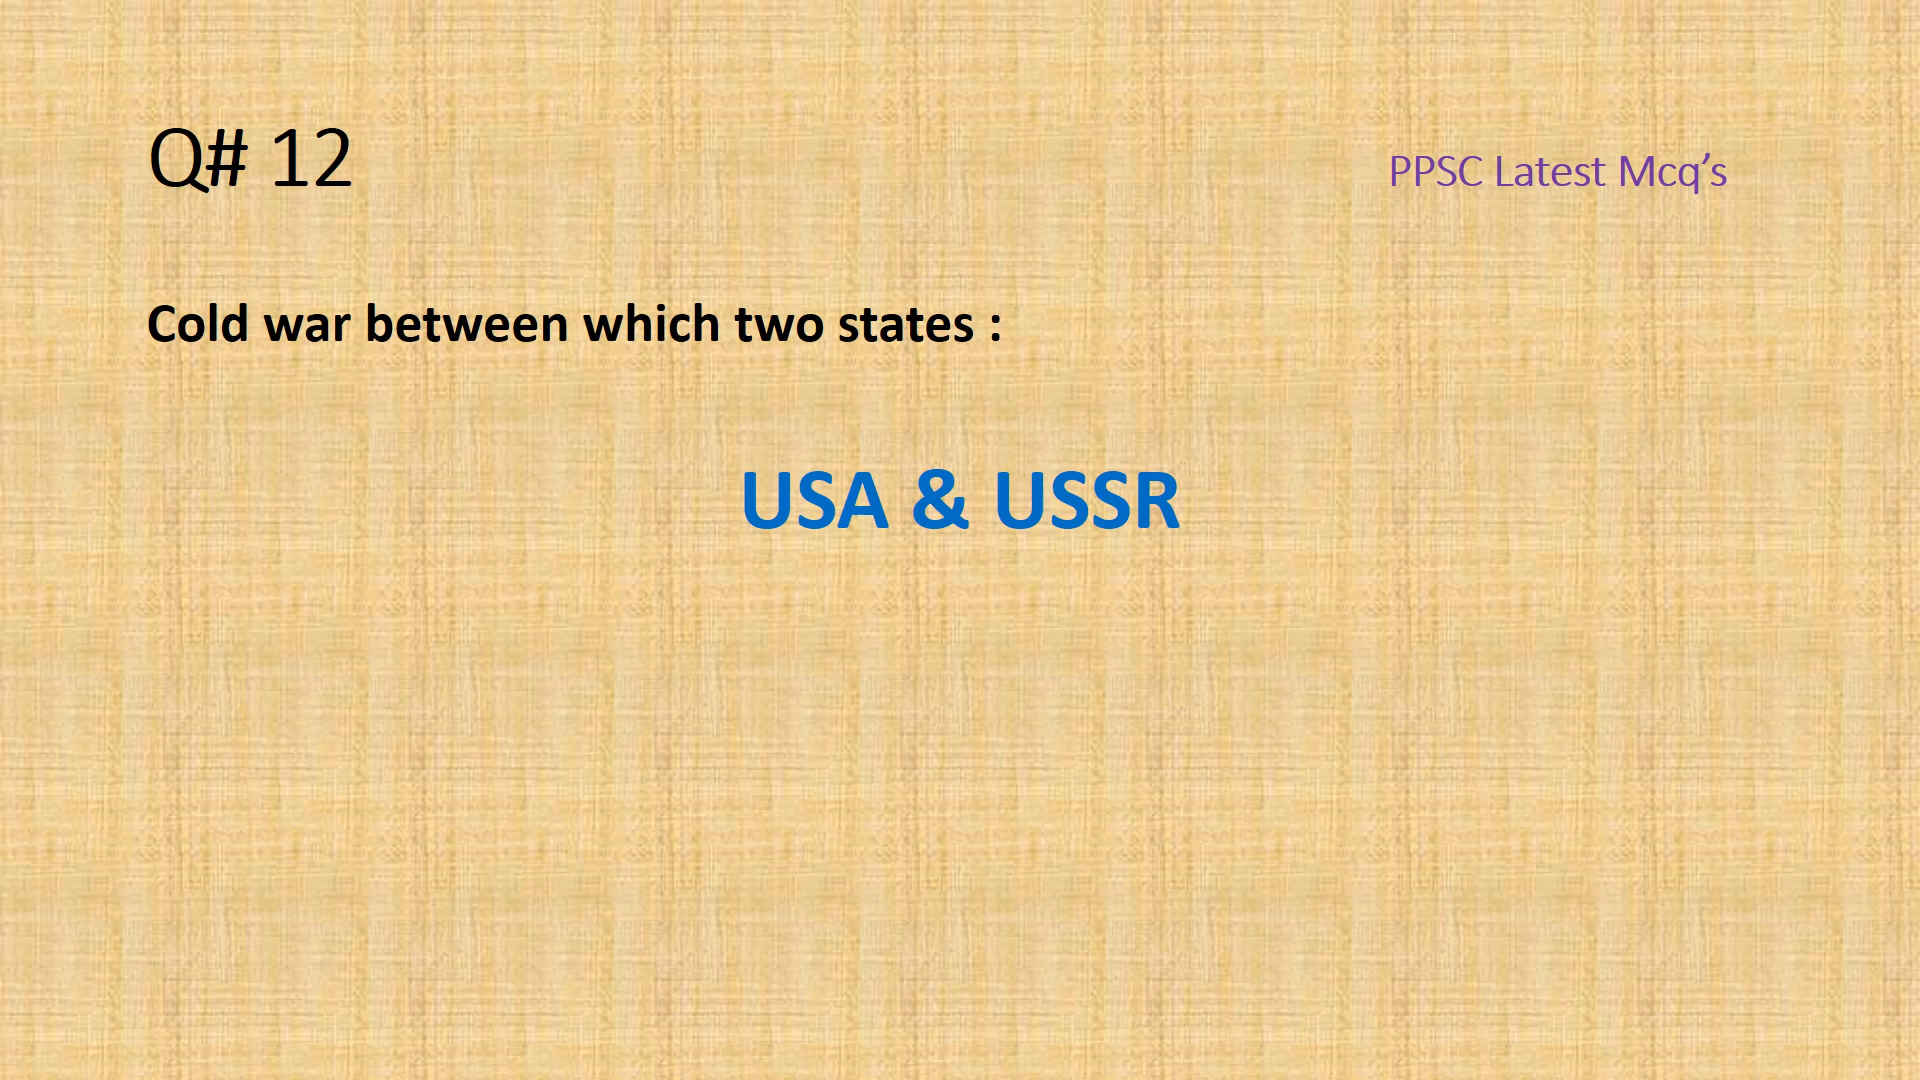 Q# 12
PPSC Latest Mcq’s
Cold war between which two states :
USA & USSR